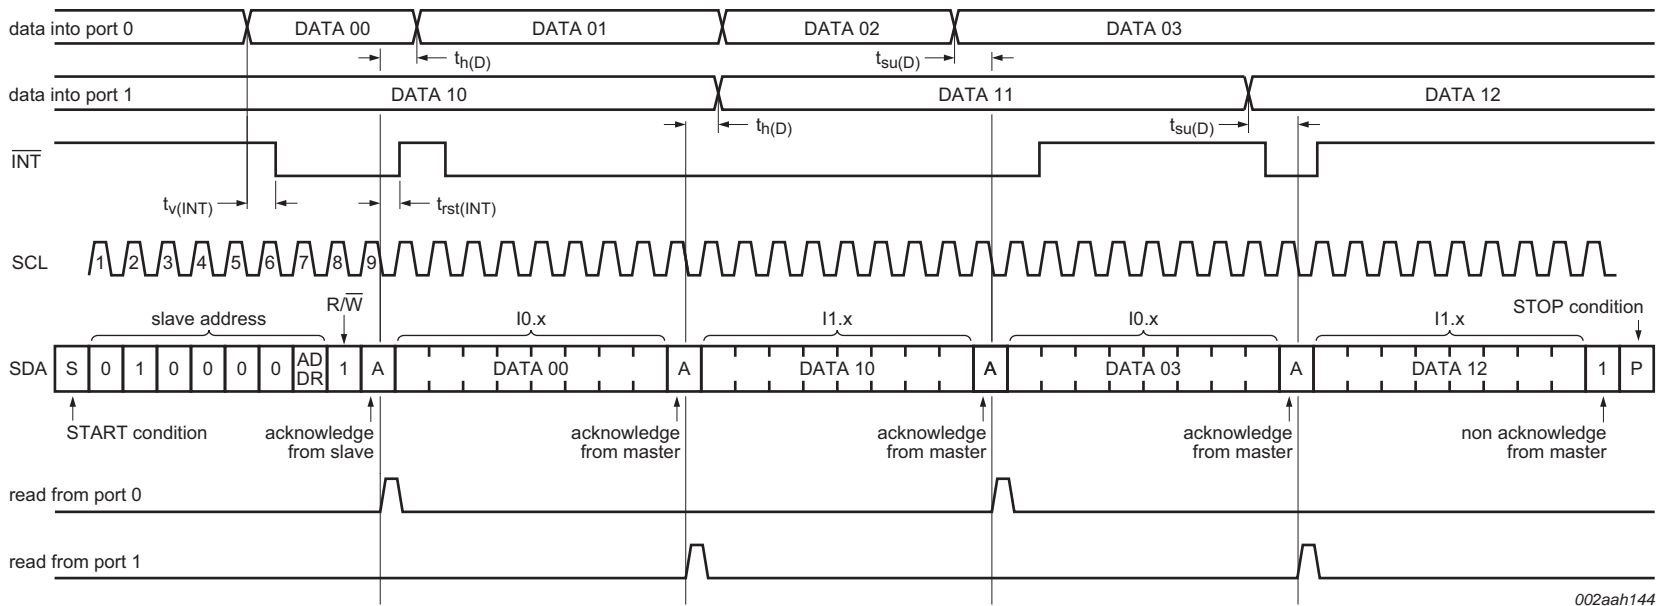 data into port 0 DATA 00 DATA 01 DATA 02 DATA 03
th(D) tsu(D)
data into port 1 DATA 10 DATA 11 DATA 12
th(D) tsu(D)
INT
tv(INT) trst(INT)
SCL 1 2 3 4 5 6 7 8 9
R/W STOP condition
slave address I0.x I1.x I0.x I1.x
SDA S 0 1 0 0 0 0 AD DR 1 A DATA 00 A DATA 10 A DATA 03 A DATA 12 1 P
START condition acknowledge from slave acknowledge from master acknowledge from master acknowledge from master non acknowledge from master
read from port 0
read from port 1
002aah144